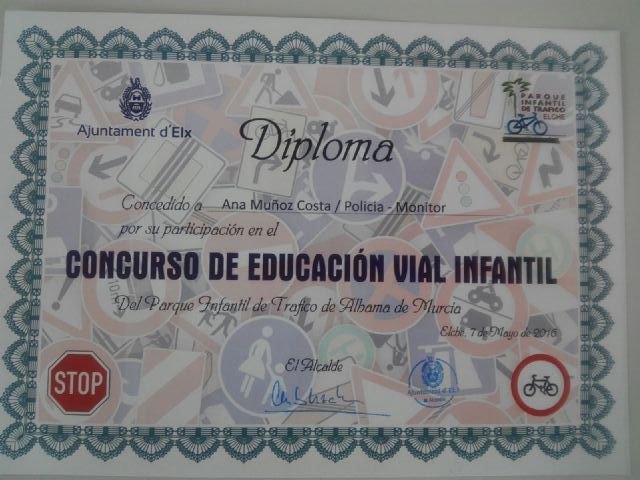 Ajuntament d'Elx
PARQUE
INFANTIL
DE TRAFICO
ELCHE
Diploma
Concedido a Ana Muñoz Costa / Policia - Monitor
por su participación en el
CONCURSO DE EDUCACIÓN VIAL INFANTIL
Del Parque Infantil de Trafico de Alhama de Murcia
Elche, 7 de Mayo de 2016
El Alcalde
Ajuntament d'Elx
STOP